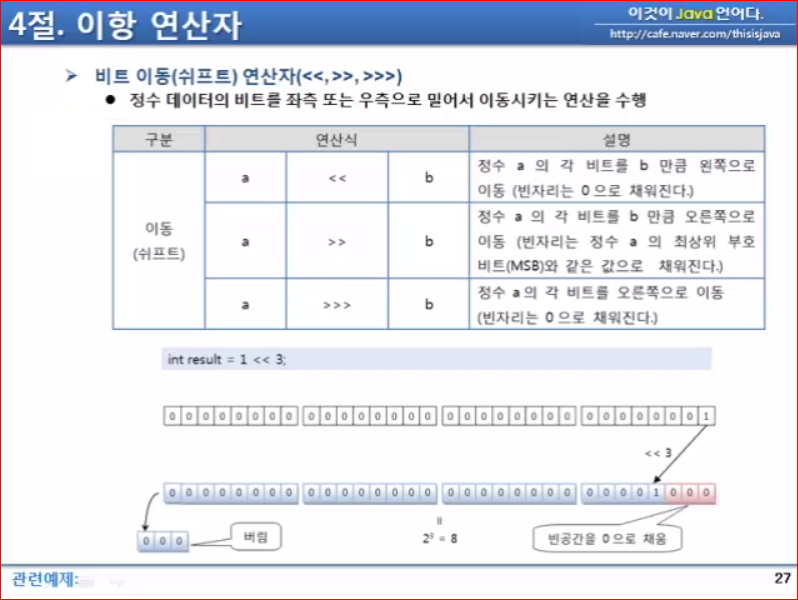 4절. 이항 연산자
이것이 Java 언어다.
http://cafe.naver.com/thisisjava
➤ 비트 이동(쉬프트) 연산자(<<, >>, >>>)
● 정수 데이터의 비트를 좌측 또는 우측으로 밀어서 이동시키는 연산을 수행
구분 연산식 설명
이동
(쉬프트)
a << b
정수 a 의 각 비트를 b 만큼 왼쪽으로
이동 (빈자리는 0 으로 채워진다.)
a >> b
정수 a 의 각 비트를 b 만큼 오른쪽으로
이동 (빈자리는 정수 a 의 최상위 부호
비트(MSB)와 같은 값으로 채워진다.)
a >>> b
정수 a 의 각 비트를 오른쪽으로 이동
(빈자리는 0 으로 채워진다.)
int result = 1 << 3;
0 0 0 0 0 0 0 0 0 0 0 0 0 0 0 0 0 0 0 0 0 0 0 0 0 0 0 0 0 0 0 1
<< 3
0 0 0 0 0 0 0 0 0 0 0 0 0 0 0 0 0 0 0 0 0 0 0 0 0 0 0 0 1 0 0 0
0 0 0
버림
=
2³ = 8
빈공간을 0 으로 채움
관련예제:
27